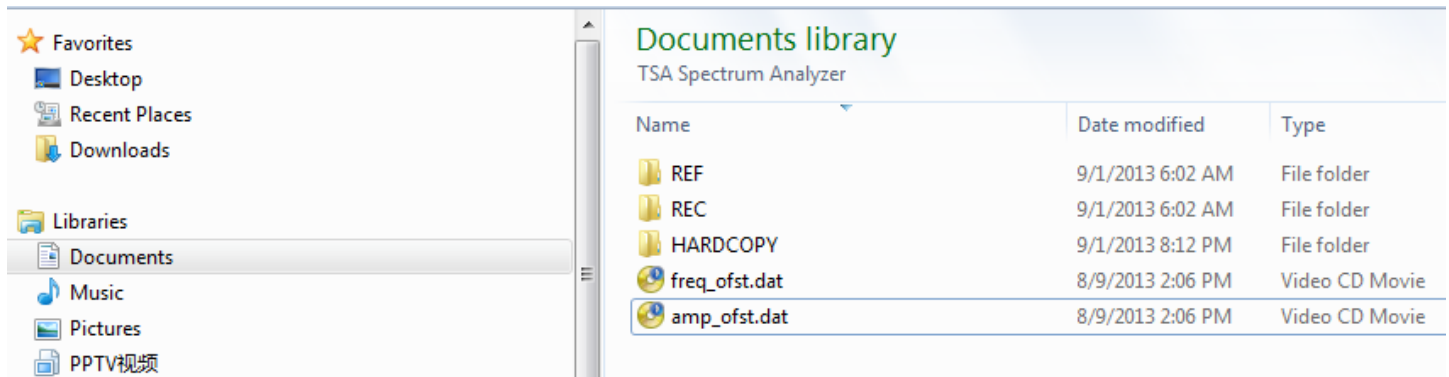 Favorites
Desktop
Recent Places
Downloads
Libraries
Documents
Music
Pictures
PPTV视频
Documents library
TSA Spectrum Analyzer
Name Date modified Type
REF 9/1/2013 6:02 AM File folder
REC 9/1/2013 6:02 AM File folder
HARDCOPY 9/1/2013 8:12 PM File folder
freq_ofst.dat 8/9/2013 2:06 PM Video CD Movie
amp_ofst.dat 8/9/2013 2:06 PM Video CD Movie